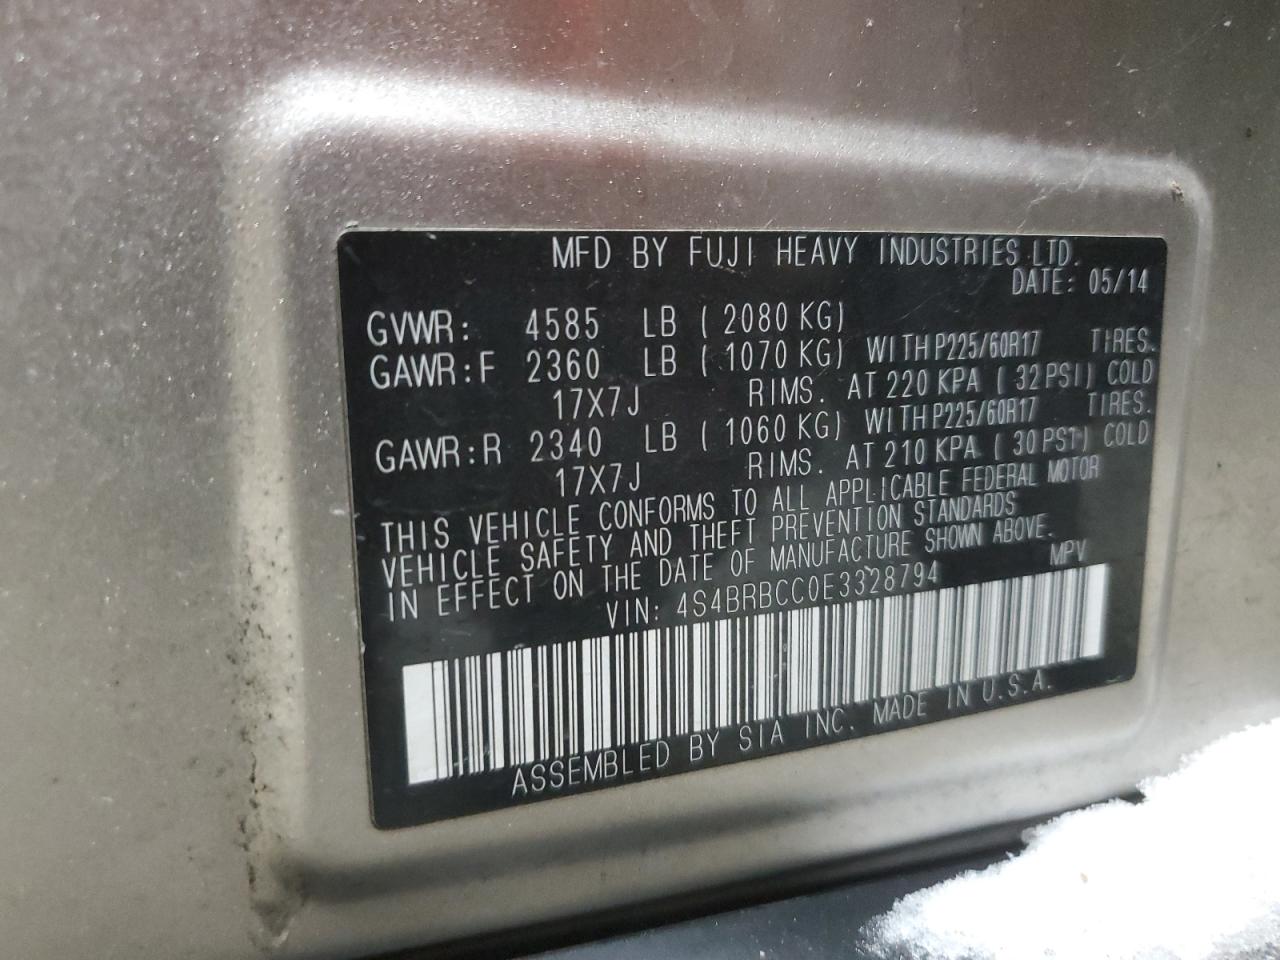 MFD BY FUJI HEAVY INDUSTRIES LTD.
DATE: 05/14
GVWR: 4585 LB ( 2080 KG)
GAWR:F 2360 LB ( 1070 KG) WITH P225/60R17 TIRES.
17X7J RIMS. AT 220 KPA ( 32 PSI) COLD
GAWR:R 2340 LB ( 1060 KG) WITH P225/60R17 TIRES.
17X7J RIMS. AT 210 KPA ( 30 PSI) COLD
THIS VEHICLE CONFORMS TO ALL APPLICABLE FEDERAL MOTOR
VEHICLE SAFETY AND THEFT PREVENTION STANDARDS
IN EFFECT ON THE DATE OF MANUFACTURE SHOWN ABOVE.
VIN: 4S4BRBCC0E3328794 MPV
ASSEMBLED BY SIA INC. MADE IN U.S.A.